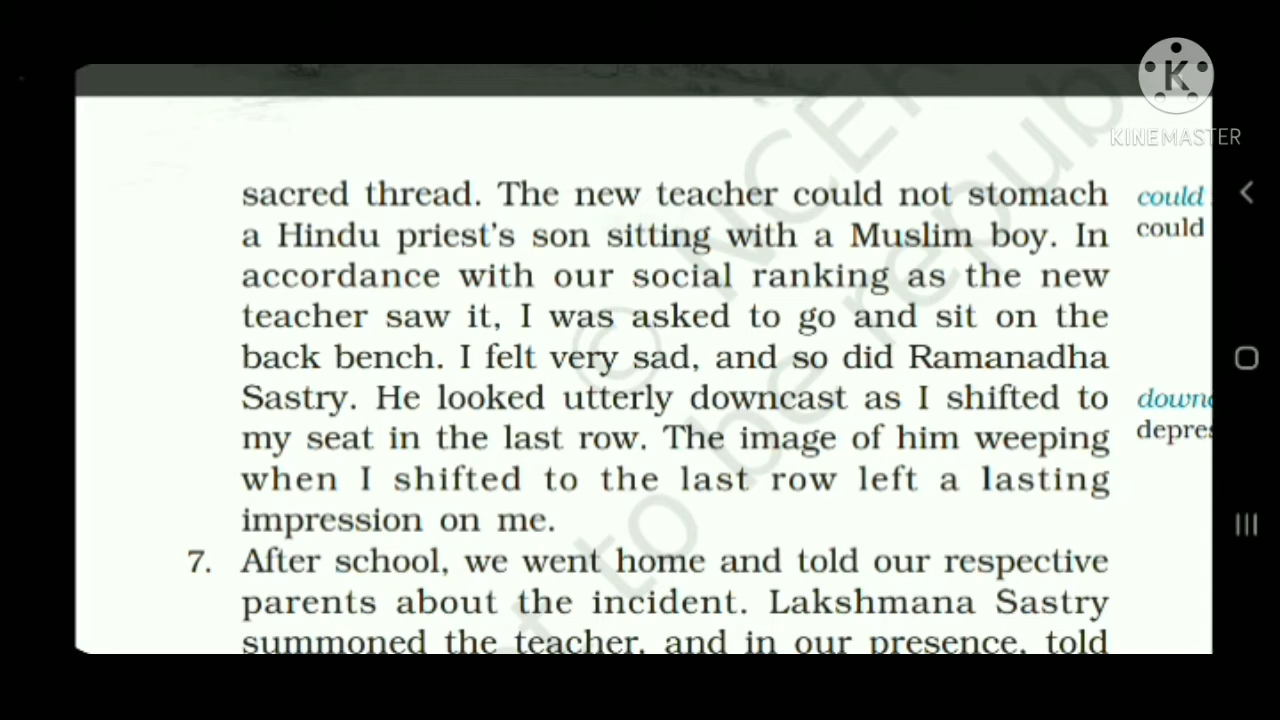 K
KINEMASTER
sacred thread. The new teacher could not stomach
a Hindu priest's son sitting with a Muslim boy. In
accordance with our social ranking as the new
teacher saw it, I was asked to go and sit on the
back bench. I felt very sad, and so did Ramanadha
Sastry. He looked utterly downcast as I shifted to
my seat in the last row. The image of him weeping
when I shifted to the last row left a lasting
impression on me.
7. After school, we went home and told our respective
parents about the incident. Lakshmana Sastry
summoned the teacher, and in our presence, told
could
could
depres
© NCER
to be repub